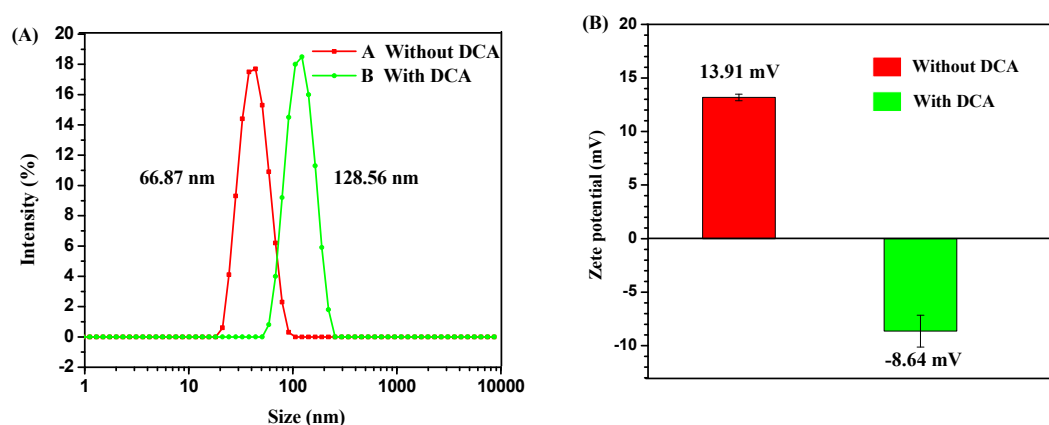 (A)
A Without DCA
B With DCA
66.87 nm
128.56 nm
Intensity (%)
20
18
16
14
12
10
8
6
4
2
0
-2
1
10
100
1000
10000
Size (nm)
(B)
13.91 mV
Without DCA
With DCA
-8.64 mV
Zete potential (mV)
20
15
10
5
0
-5
-10